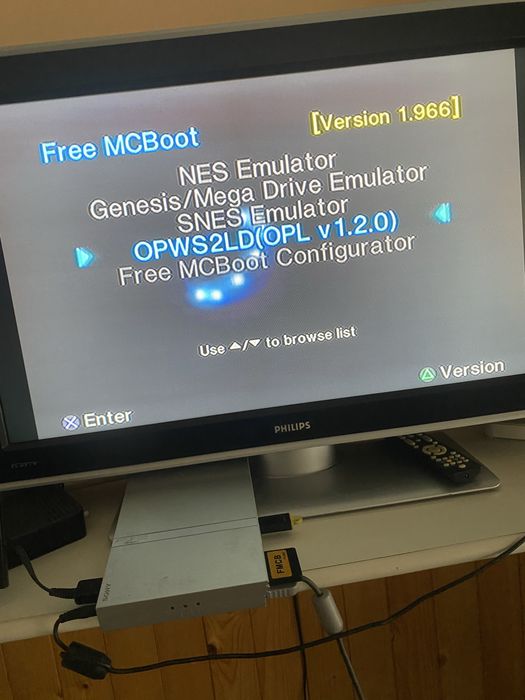 [Version 1.966]
Free MCBoot
NES Emulator
Genesis/Mega Drive Emulator
SNES Emulator
OPWS2LD(OPL v1.2.0)
Free MCBoot Configurator
Use ▲/▼ to browse list
Enter
Version
PHILIPS
SONY
FMCB